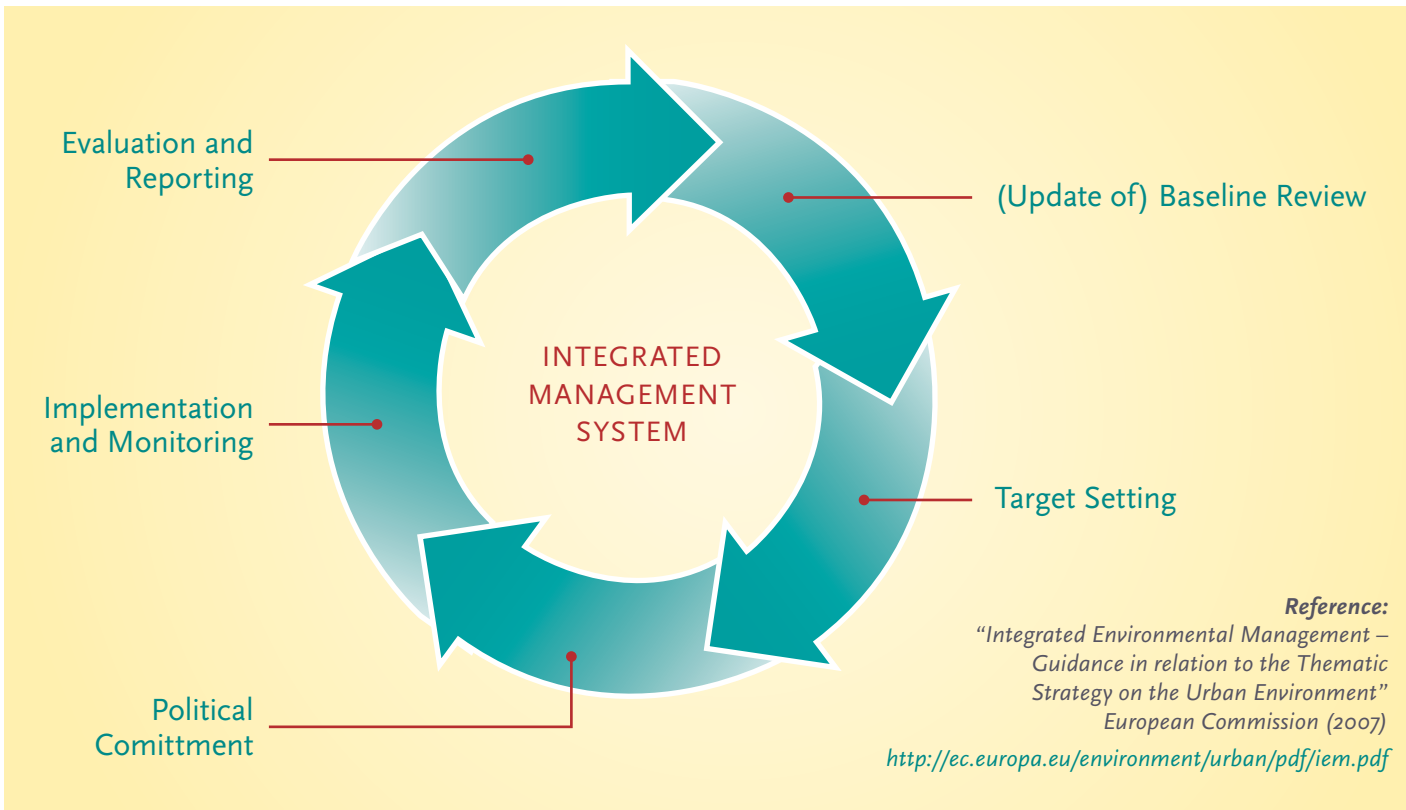 Evaluation and
Reporting
(Update of) Baseline Review
INTEGRATED
MANAGEMENT
SYSTEM
Implementation
and Monitoring
Target Setting
Political
Comittment
Reference:
“Integrated Environmental Management –
Guidance in relation to the Thematic
Strategy on the Urban Environment”
European Commission (2007)
http://ec.europa.eu/environment/urban/pdf/iem.pdf